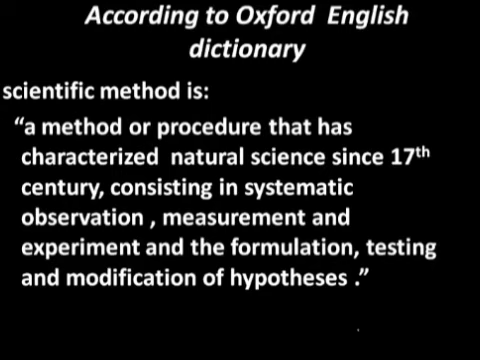 According to Oxford English
dictionary
scientific method is:
“a method or procedure that has
characterized natural science since 17th
century, consisting in systematic
observation , measurement and
experiment and the formulation, testing
and modification of hypotheses .”